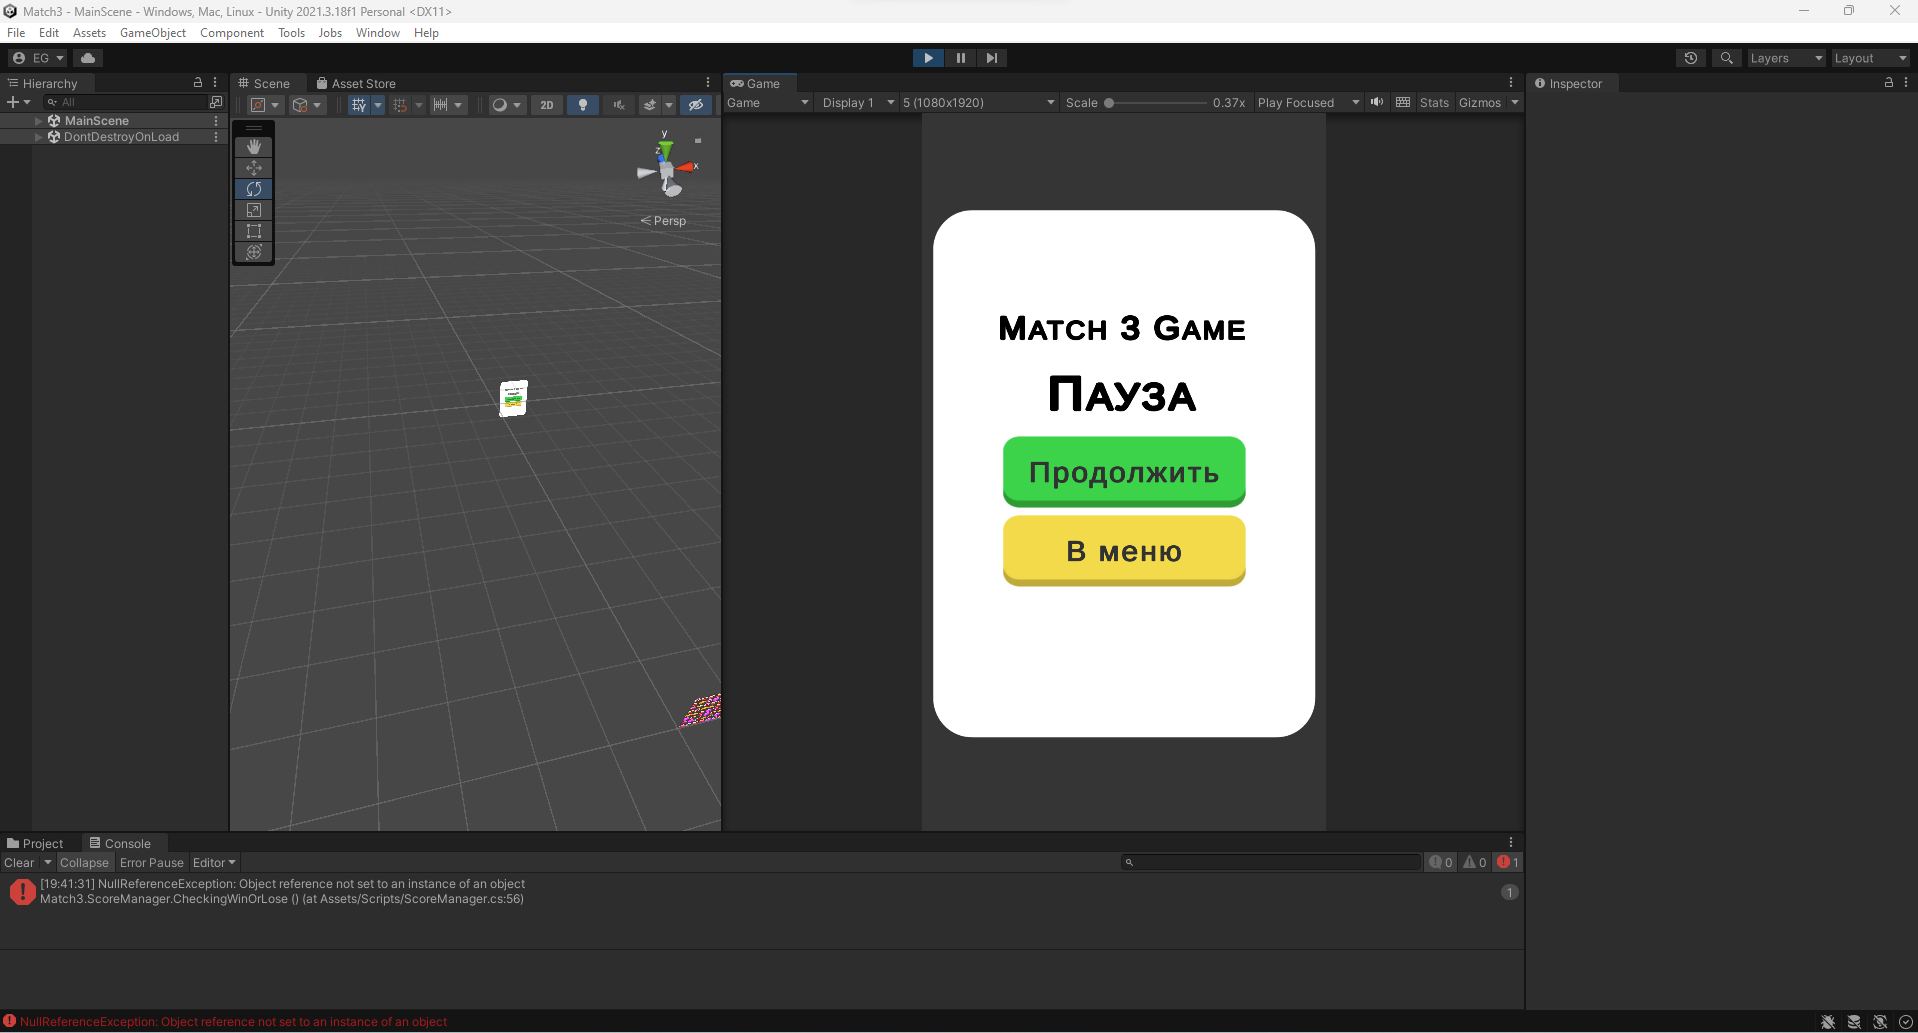 Match3 - MainScene - Windows, Mac, Linux - Unity 2021.3.18f1 Personal <DX11>
File Edit Assets GameObject Component Tools Jobs Window Help
EG Layers Layout
Hierarchy
All
MainScene
DontDestroyOnLoad
Scene Asset Store
2D
y
z
x
Persp
Game
Game Display 1 5 (1080x1920) Scale 0.37x Play Focused Stats Gizmos
Match 3 Game
Пауза
Продолжить
В меню
Inspector
Project Console
Clear Collapse Error Pause Editor 0 0 1
[19:41:31] NullReferenceException: Object reference not set to an instance of an object
Match3.ScoreManager.CheckingWinOrLose () (at Assets/Scripts/ScoreManager.cs:56)
1
NullReferenceException: Object reference not set to an instance of an object